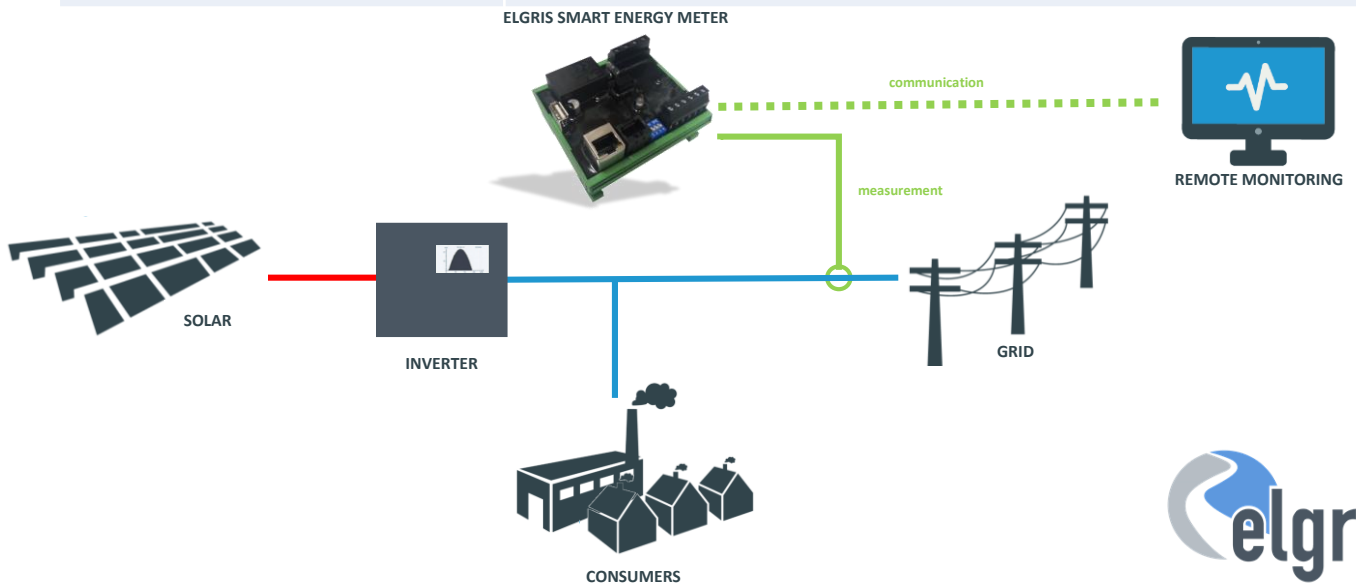 ELGRIS SMART ENERGY METER
communication
measurement
REMOTE MONITORING
SOLAR
INVERTER
GRID
CONSUMERS
elgr